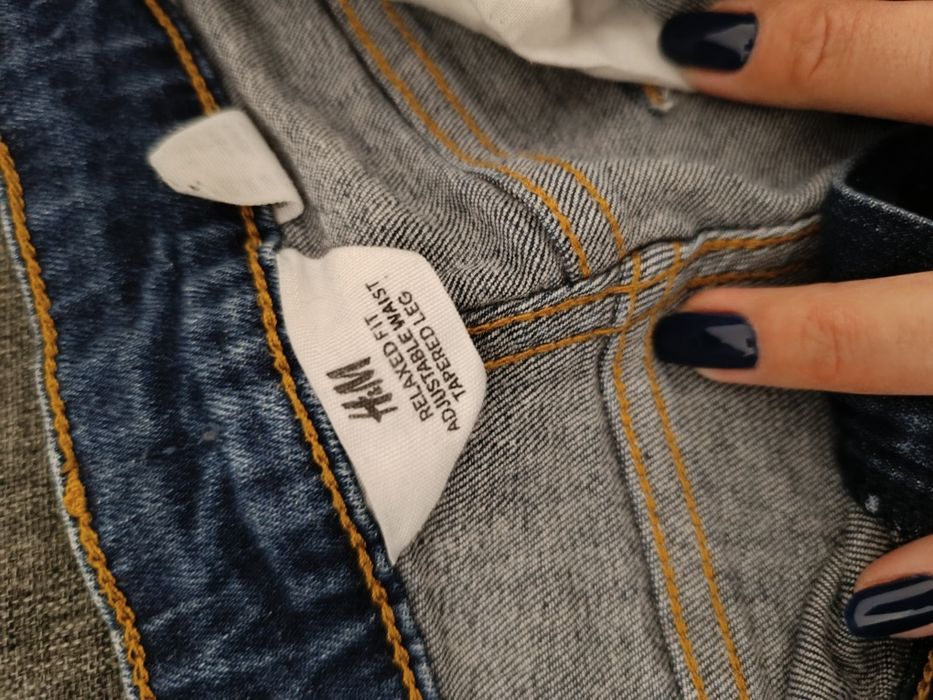 H&M
RELAXED FIT
ADJUSTABLE WAIST
TAPERED LEG